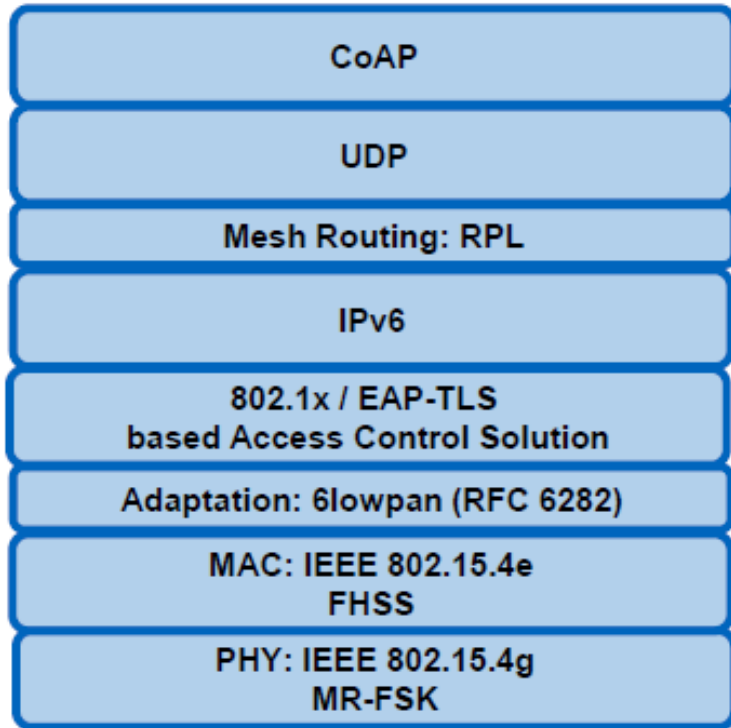 CoAP
UDP
Mesh Routing: RPL
IPv6
802.1x / EAP-TLS
based Access Control Solution
Adaptation: 6lowpan (RFC 6282)
MAC: IEEE 802.15.4e
FHSS
PHY: IEEE 802.15.4g
MR-FSK